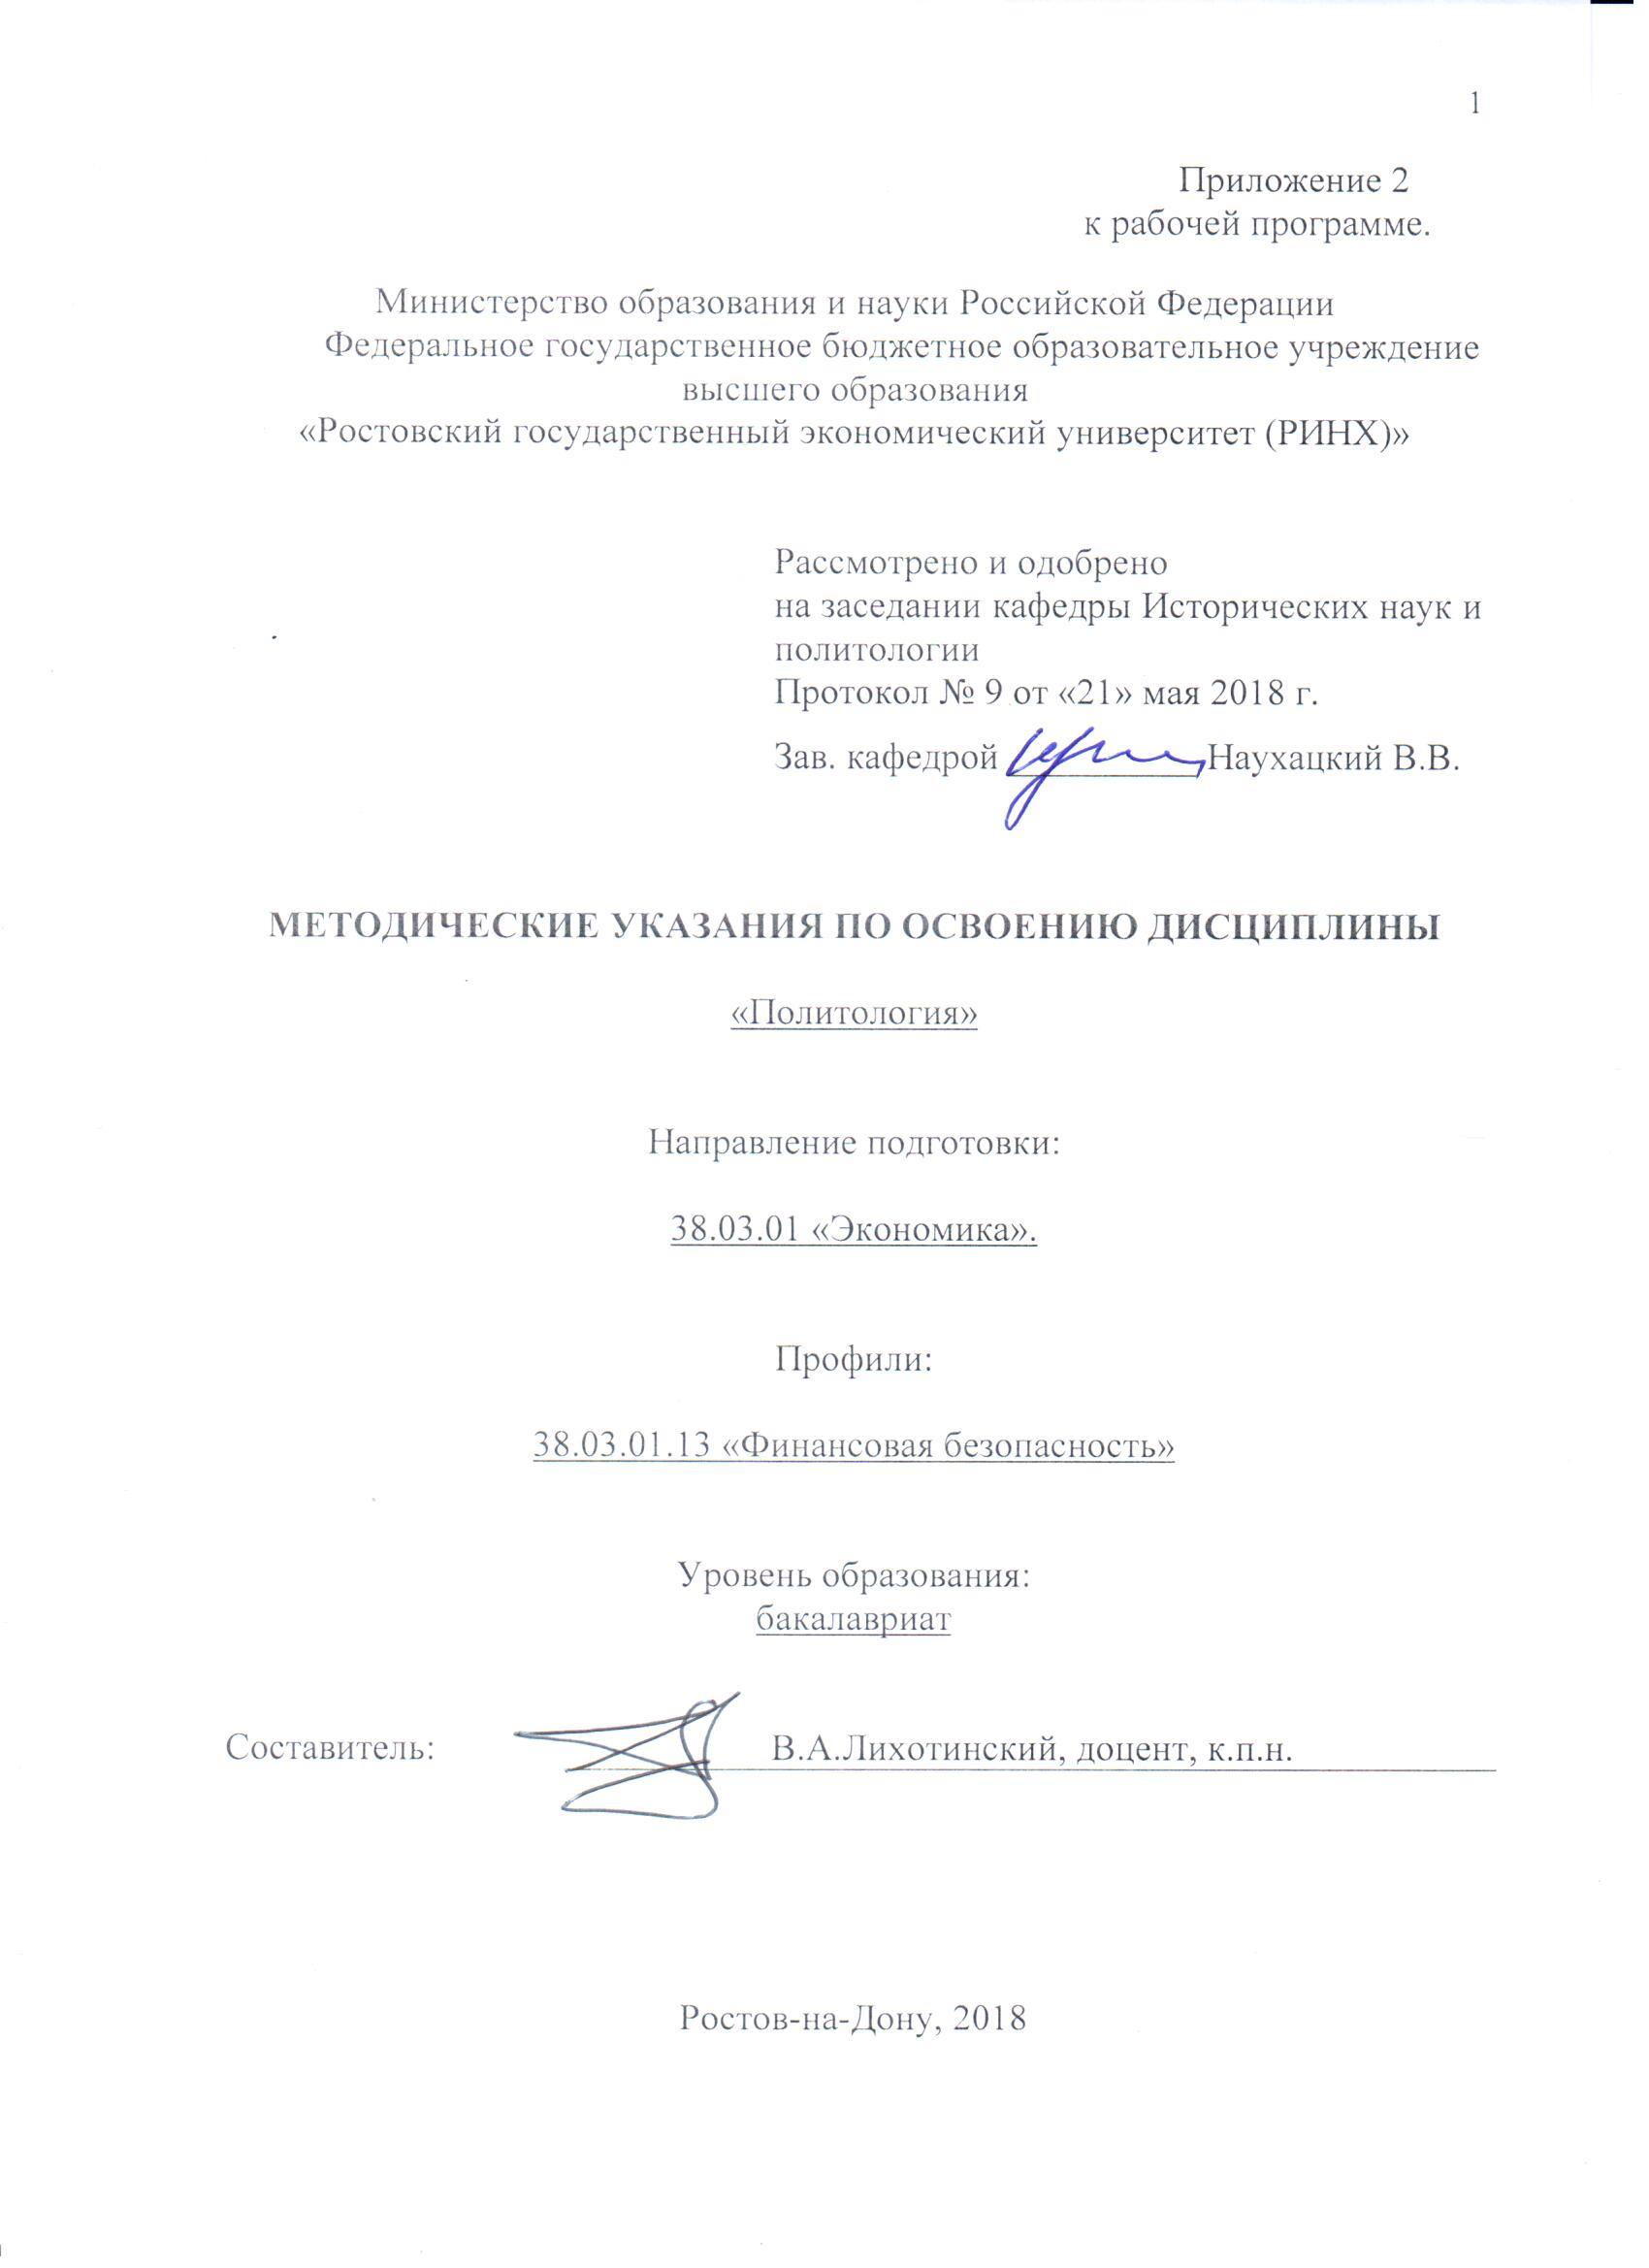 1
Приложение 2
к рабочей программе.
Министерство образования и науки Российской Федерации
Федеральное государственное бюджетное образовательное учреждение
высшего образования
«Ростовский государственный экономический университет (РИНХ)»
Рассмотрено и одобрено
на заседании кафедры Исторических наук и
политологии
Протокол № 9 от «21» мая 2018 г.
Зав. кафедрой Наухацкий В.В.
МЕТОДИЧЕСКИЕ УКАЗАНИЯ ПО ОСВОЕНИЮ ДИСЦИПЛИНЫ
«Политология»
Направление подготовки:
38.03.01 «Экономика».
Профили:
38.03.01.13 «Финансовая безопасность»
Уровень образования:
бакалавриат
Составитель: В.А.Лихотинский, доцент, к.п.н.
Ростов-на-Дону, 2018